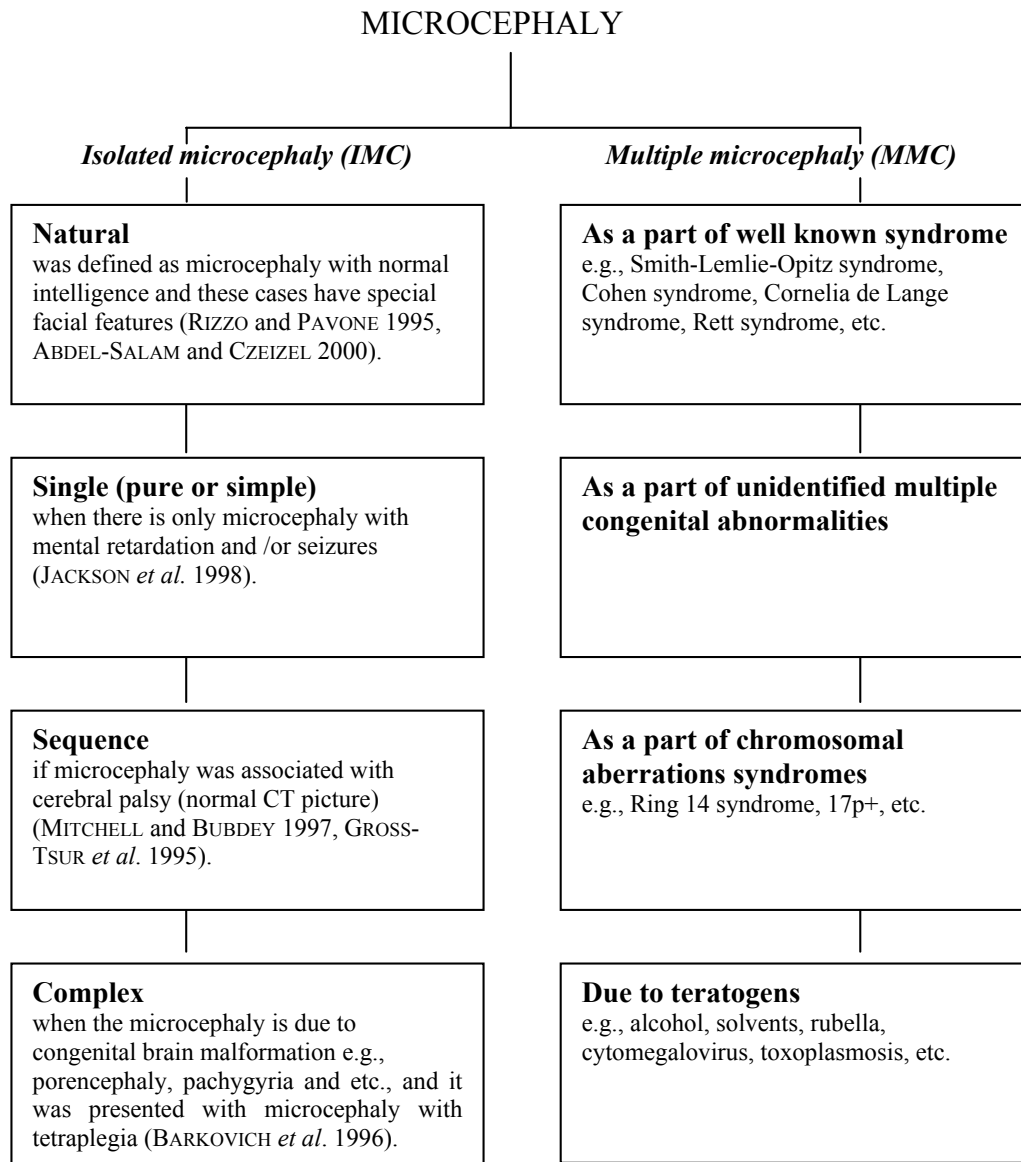 MICROCEPHALY
Isolated microcephaly (IMC)
Multiple microcephaly (MMC)
Natural
was defined as microcephaly with normal
intelligence and these cases have special
facial features (RIZZO and PAVONE 1995,
ABDEL-SALAM and CZEIZEL 2000).
Single (pure or simple)
when there is only microcephaly with
mental retardation and /or seizures
(JACKSON et al. 1998).
Sequence
if microcephaly was associated with
cerebral palsy (normal CT picture)
(MITCHELL and BUBDEY 1997, GROSS-
TSUR et al. 1995).
Complex
when the microcephaly is due to
congenital brain malformation e.g.,
porencephaly, pachygyria and etc., and it
was presented with microcephaly with
tetraplegia (BARKOVICH et al. 1996).
As a part of well known syndrome
e.g., Smith-Lemlie-Opitz syndrome,
Cohen syndrome, Cornelia de Lange
syndrome, Rett syndrome, etc.
As a part of unidentified multiple
congenital abnormalities
As a part of chromosomal
aberrations syndromes
e.g., Ring 14 syndrome, 17p+, etc.
Due to teratogens
e.g., alcohol, solvents, rubella,
cytomegalovirus, toxoplasmosis, etc.